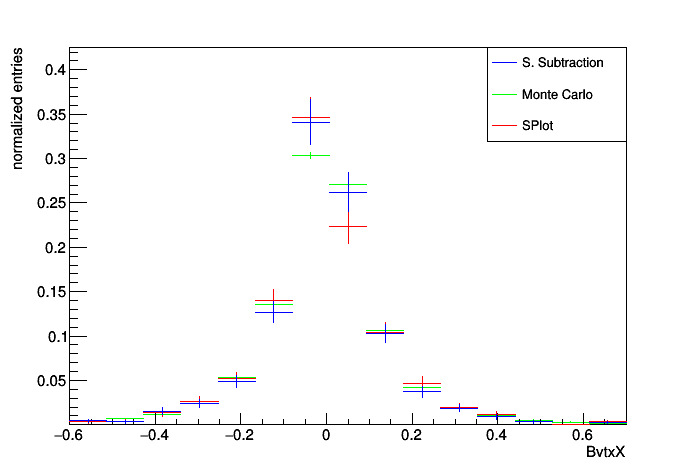 normalized entries
0.4
0.35
0.3
0.25
0.2
0.15
0.1
0.05
−0.6 −0.4 −0.2 0 0.2 0.4 0.6
BvtxX
S. Subtraction
Monte Carlo
SPlot